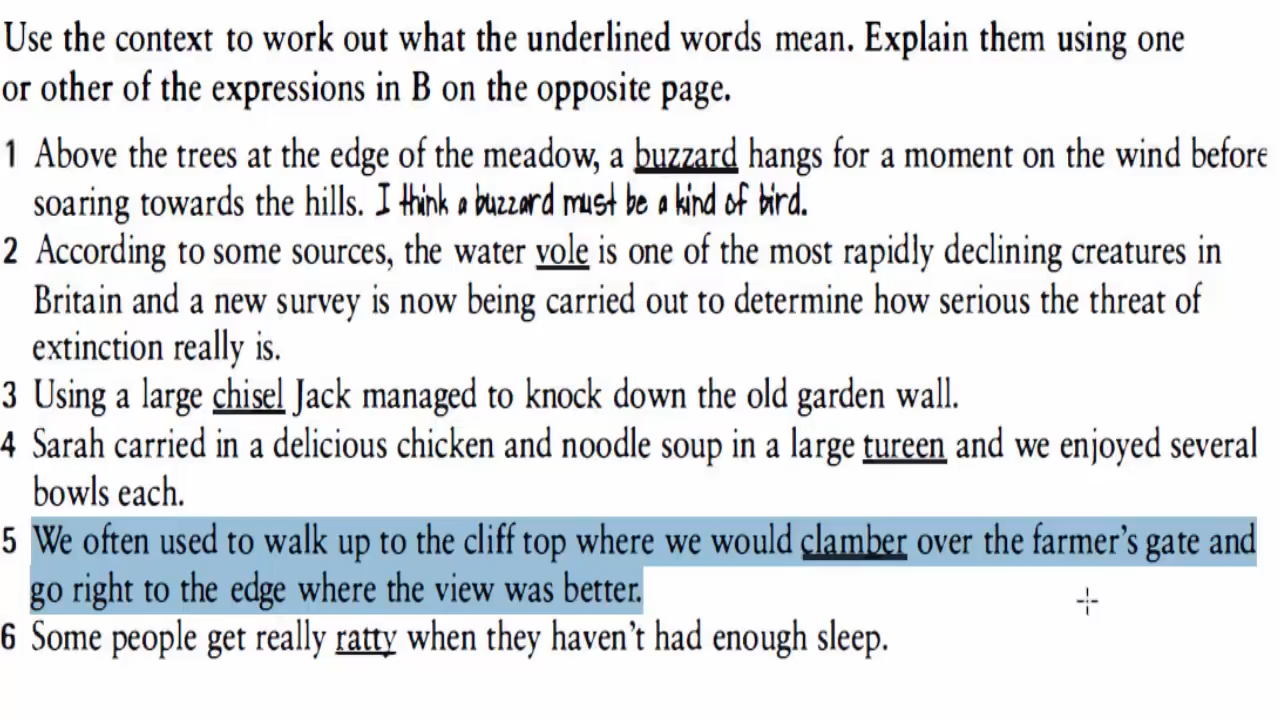 Use the context to work out what the underlined words mean. Explain them using one
or other of the expressions in B on the opposite page.
1 Above the trees at the edge of the meadow, a buzzard hangs for a moment on the wind before
soaring towards the hills. I think a buzzard must be a kind of bird.
2 According to some sources, the water vole is one of the most rapidly declining creatures in
Britain and a new survey is now being carried out to determine how serious the threat of
extinction really is.
3 Using a large chisel Jack managed to knock down the old garden wall.
4 Sarah carried in a delicious chicken and noodle soup in a large tureen and we enjoyed several
bowls each.
5 We often used to walk up to the cliff top where we would clamber over the farmer's gate and
go right to the edge where the view was better.
6 Some people get really ratty when they haven't had enough sleep.